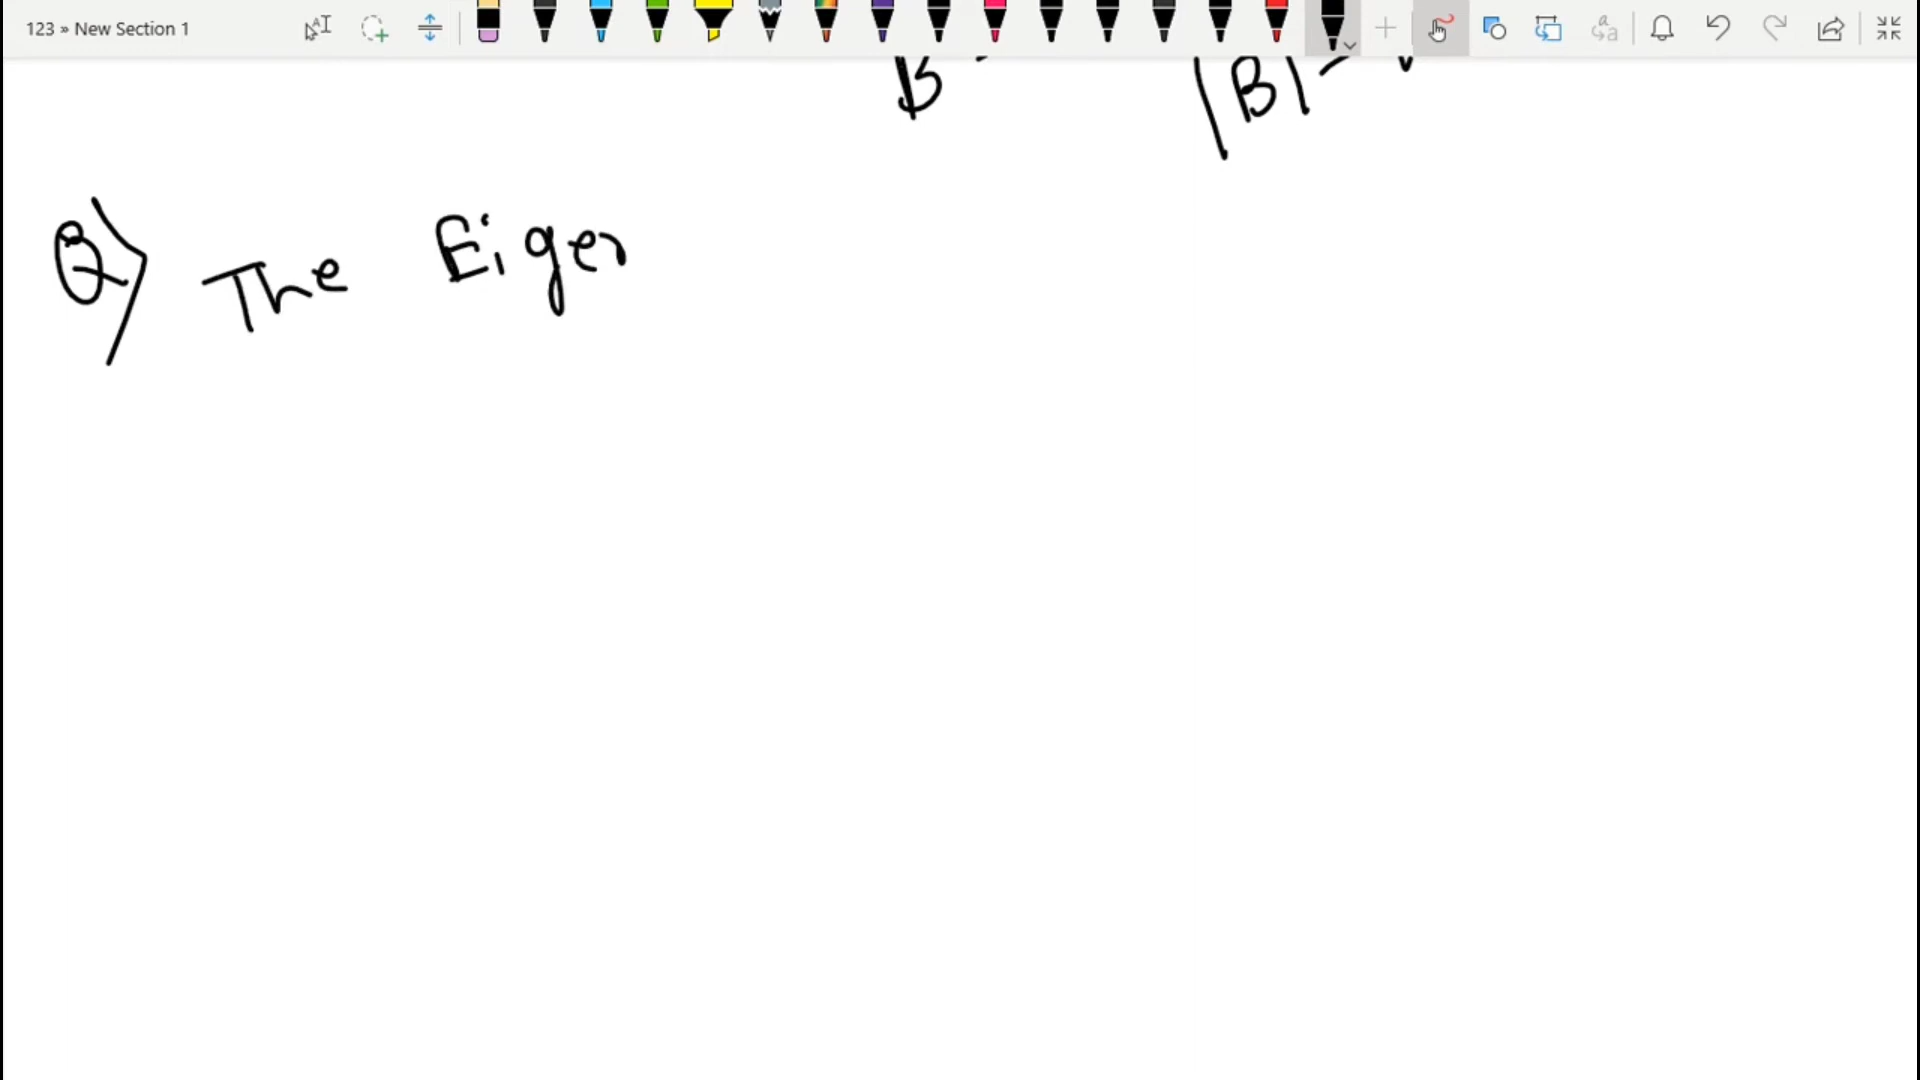 123 » New Section 1
B
|B| =
Q) The Eigen